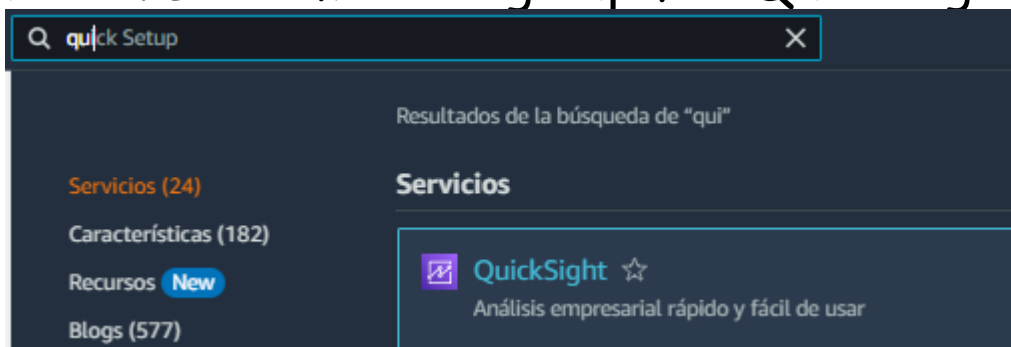 quick Setup
Resultados de la búsqueda de “qui”
Servicios (24)
Servicios
Características (182)
QuickSight
Recursos New
Análisis empresarial rápido y fácil de usar
Blogs (577)